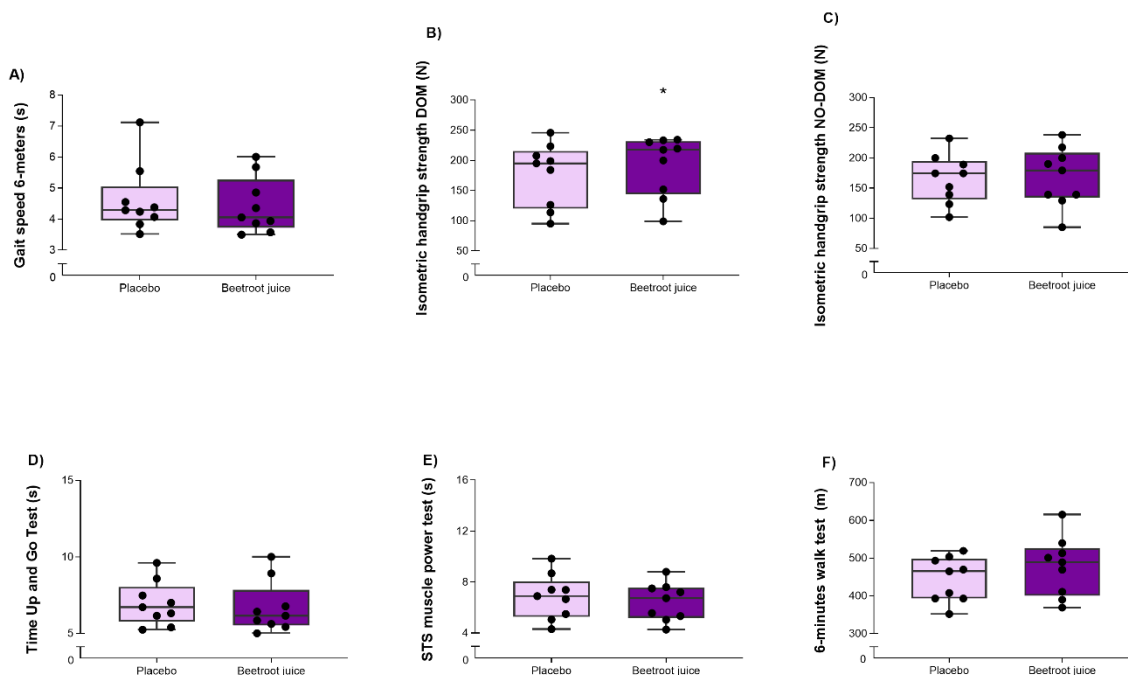 A)
Gait speed 6-meters (s)
8
7
6
5
4
3
0
Placebo
Beetroot juice
B)
Isometric handgrip strength DOM (N)
300
250
200
150
100
50
0
*
Placebo
Beetroot juice
C)
Isometric handgrip strength NO-DOM (N)
300
250
200
150
100
50
0
Placebo
Beetroot juice
D)
Time Up and Go Test (s)
15
10
5
0
Placebo
Beetroot juice
E)
STS muscle power test (s)
16
12
8
4
0
Placebo
Beetroot juice
F)
6-minutes walk test (m)
700
600
500
400
300
0
Placebo
Beetroot juice